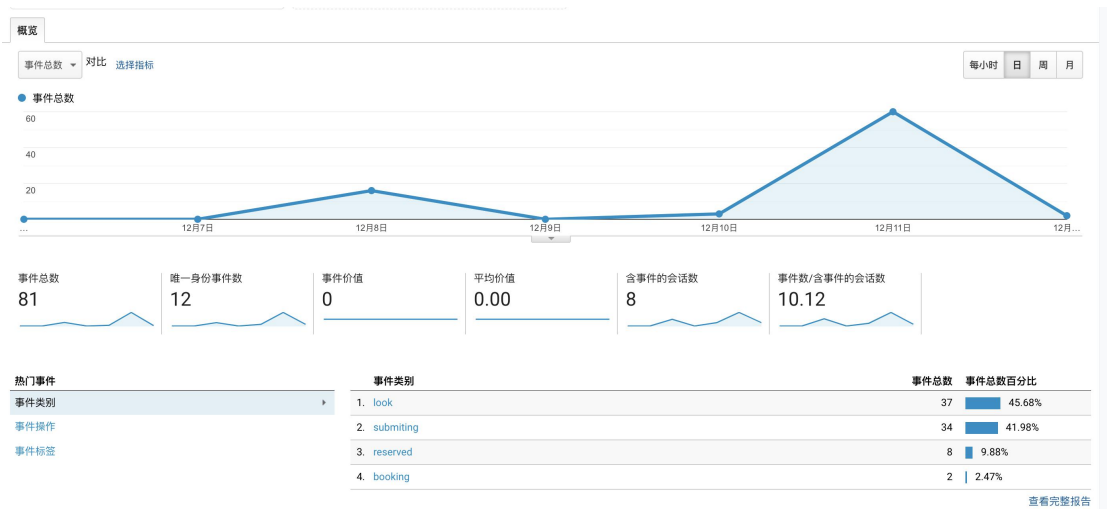 概览
事件总数 对比 选择指标 每小时 日 周 月
事件总数
60
40
20
... 12月7日 12月8日 12月9日 12月10日 12月11日 12月...
事件总数 唯一身份事件数 事件价值 平均价值 含事件的会话数 事件数/含事件的会话数
81 12 0 0.00 8 10.12
热门事件 事件类别 事件总数 事件总数百分比
事件类别 1. look 37 45.68%
事件操作 2. submiting 34 41.98%
事件标签 3. reserved 8 9.88%
4. booking 2 2.47%
查看完整报告